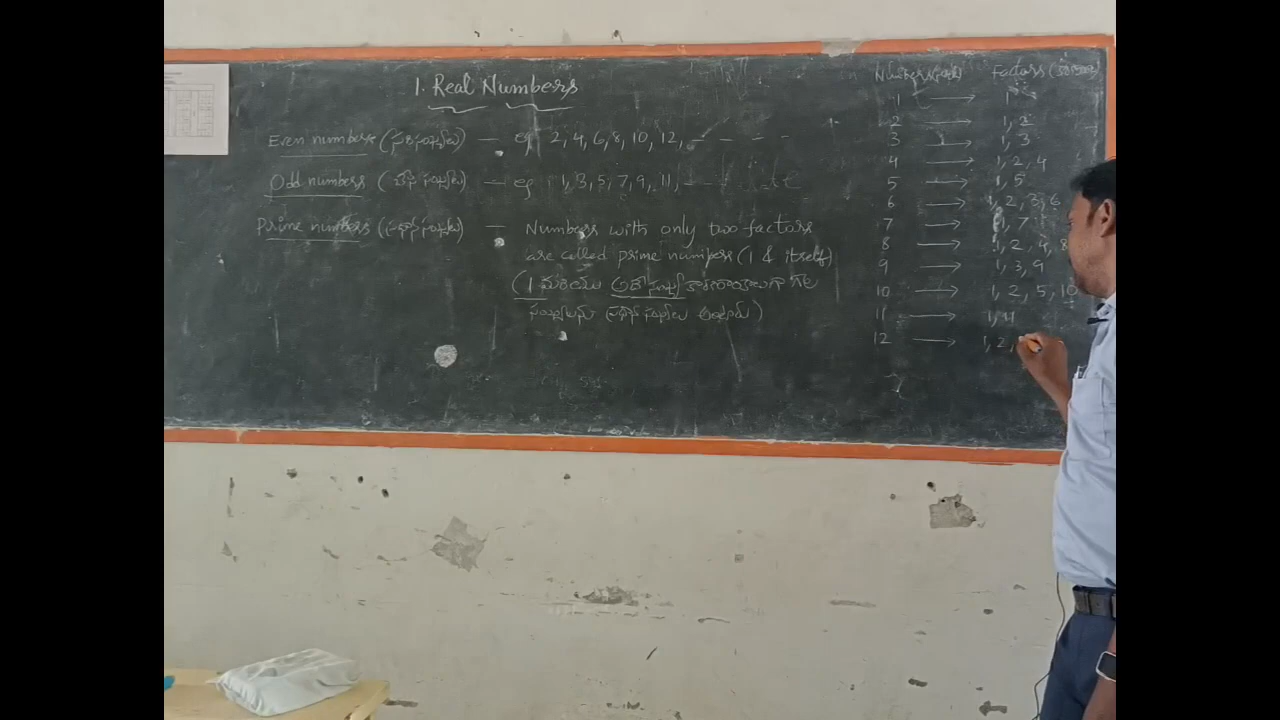 1. Real Numbers
Even numbers (సరిసంఖ్యలు) — eg 2, 4, 6, 8, 10, 12, — — — -
Odd numbers (బేసి సంఖ్యలు) — eg : 1, 3, 5, 7, 9, 11, — —
Prime numbers (ప్రధాన సంఖ్యలు) — Numbers with only two factors
are called prime numbers (1 & itself)
(1 మరియు అదే సంఖ్య కారణాంకాలుగా గల
సంఖ్యలను ప్రధాన సంఖ్యలు అంటారు)
Numbers Factors
1 → 1
2 → 1, 2
3 → 1, 3
4 → 1, 2, 4
5 → 1, 5
6 → 1, 2, 3, 6
7 → 1, 7
8 → 1, 2, 4, 8
9 → 1, 3, 9
10 → 1, 2, 5, 10
11 → 1, 11
12 → 1, 2,